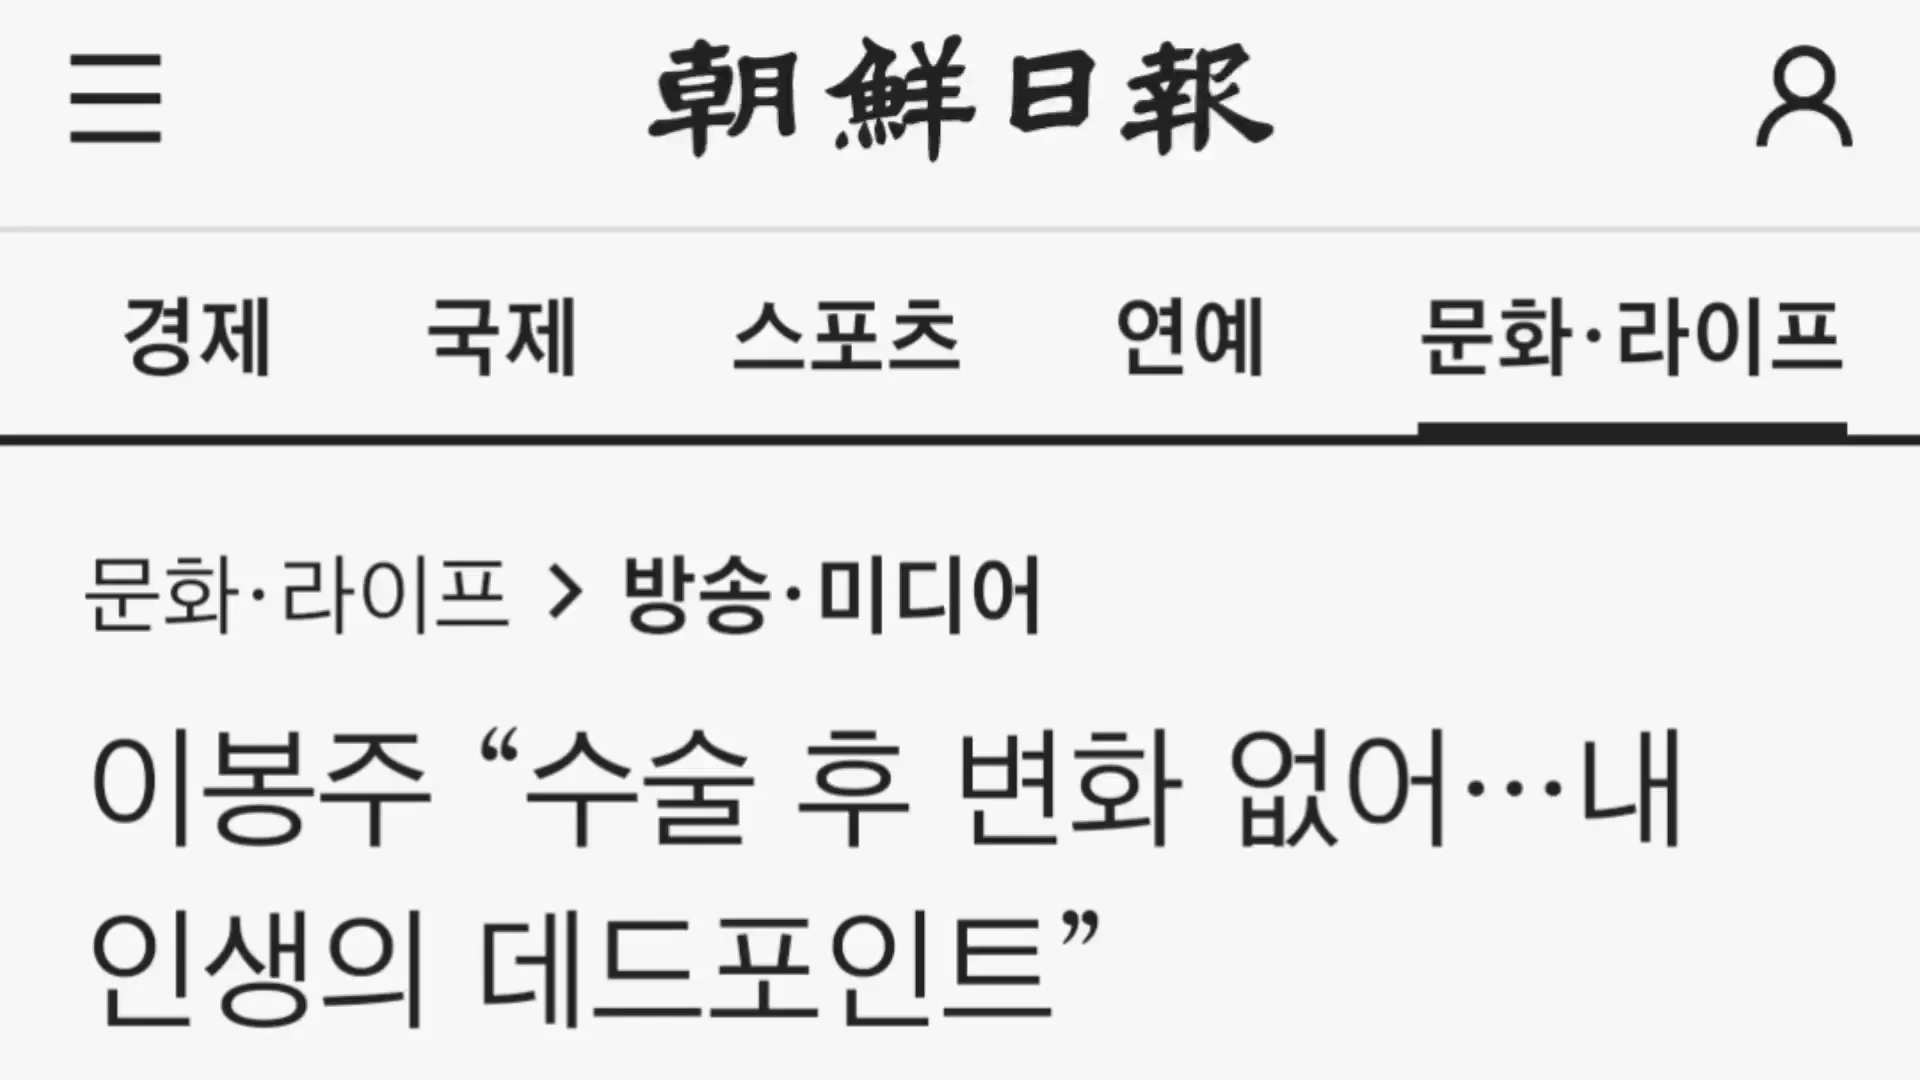 朝鮮日報
경제 국제 스포츠 연예 문화·라이프
문화·라이프 > 방송·미디어
이봉주 “수술 후 변화 없어…내
인생의 데드포인트”